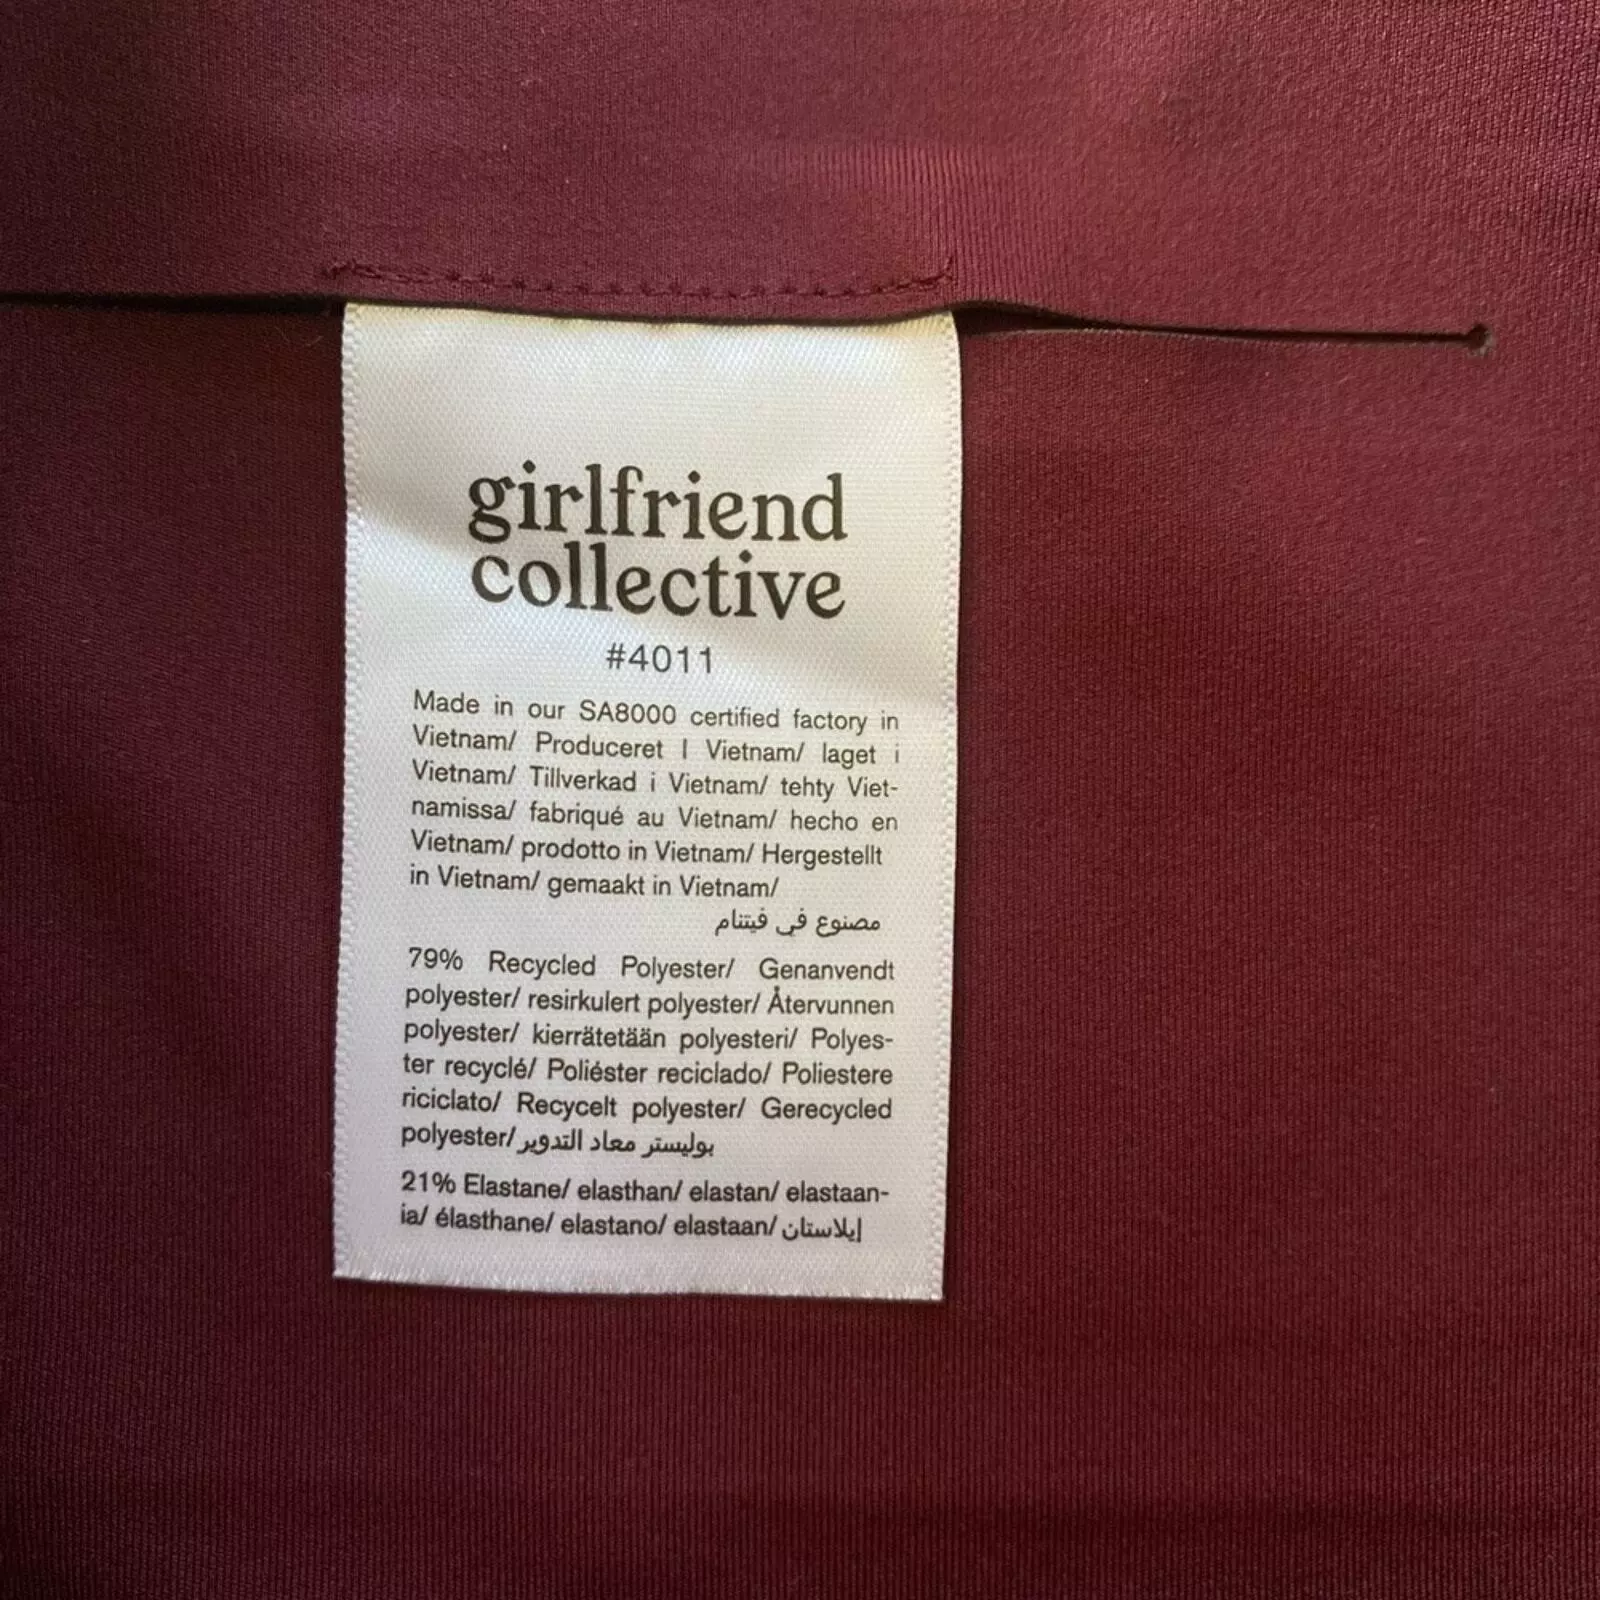 girlfriend
collective
#4011
Made in our SA8000 certified factory in
Vietnam/ Produceret I Vietnam/ laget i
Vietnam/ Tillverkad i Vietnam/ tehty Viet-
namissa/ fabriqué au Vietnam/ hecho en
Vietnam/ prodotto in Vietnam/ Hergestellt
in Vietnam/ gemaakt in Vietnam/
مصنوع في فيتنام
79% Recycled Polyester/ Genanvendt
polyester/ resirkulert polyester/ Återvunnen
polyester/ kierrätetään polyesteri/ Polyes-
ter recyclé/ Poliéster reciclado/ Poliestere
riciclato/ Recycelt polyester/ Gerecycled
polyester/ بوليستر معاد التدوير
21% Elastane/ elasthan/ elastan/ elastaan-
ia/ élasthane/ elastano/ elastaan/ إيلاستان